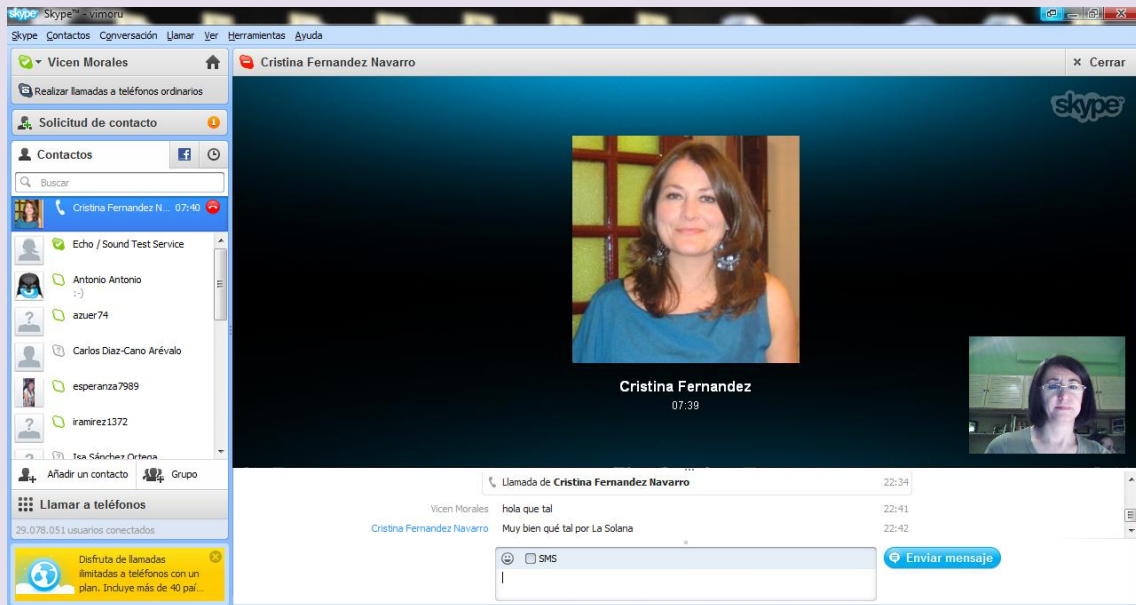 skype Skype™ - vimoru
Skype Contactos Conversación Llamar Ver Herramientas Ayuda
Vicen Morales
Realizar llamadas a teléfonos ordinarios
Solicitud de contacto 1
Contactos
Buscar
Cristina Fernandez N... 07:40
Echo / Sound Test Service
Antonio Antonio
:-)
azuer74
Carlos Diaz-Cano Arévalo
esperanza7989
iramirez1372
Isa Sánchez Ortega
Añadir un contacto Grupo
Llamar a teléfonos
29.078.051 usuarios conectados
Disfruta de llamadas
ilimitadas a teléfonos con un
plan. Incluye más de 40 paí...
Cristina Fernandez Navarro
× Cerrar
skype
Cristina Fernandez
07:39
Llamada de Cristina Fernandez Navarro 22:34
Vicen Morales hola que tal 22:41
Cristina Fernandez Navarro Muy bien qué tal por La Solana 22:42
SMS
Enviar mensaje